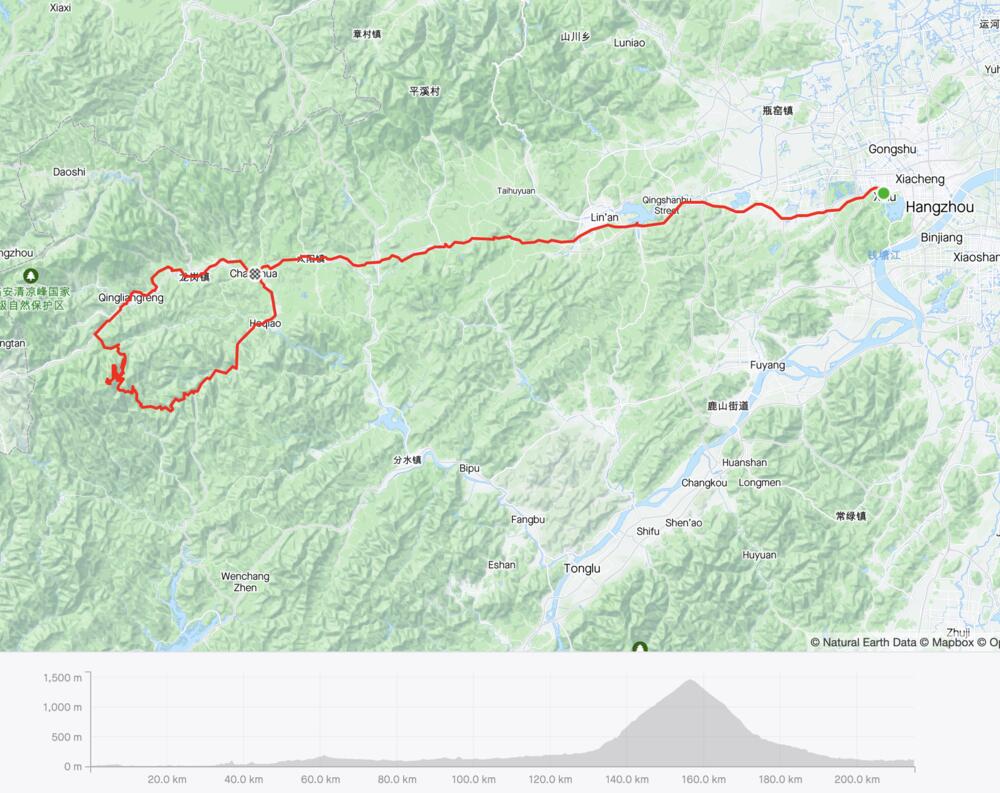 Xiaxi
章村镇
山川乡
Luniao
运河
平溪村
Yuh
瓶窑镇
Gongshu
Daoshi
Xiacheng
Taihuyuan
Qingshanhu
Street
Lin'an
Hangzhou
Binjiang
ngzhou
钱塘江
Xiaoshan
太阳镇
龙岗镇
安清凉峰国家
级自然保护区
Qingliangfeng
Heqiao
ngtan
Fuyang
鹿山街道
分水镇
Bipu
Huanshan
Changkou
Longmen
Fangbu
常绿镇
Shen'ao
Shifu
Huyuan
Eshan
Tonglu
Wenchang
Zhen
Zhuji
© Natural Earth Data © Mapbox © Op
1,500 m
1,000 m
500 m
0 m
20.0 km
40.0 km
60.0 km
80.0 km
100.0 km
120.0 km
140.0 km
160.0 km
180.0 km
200.0 km